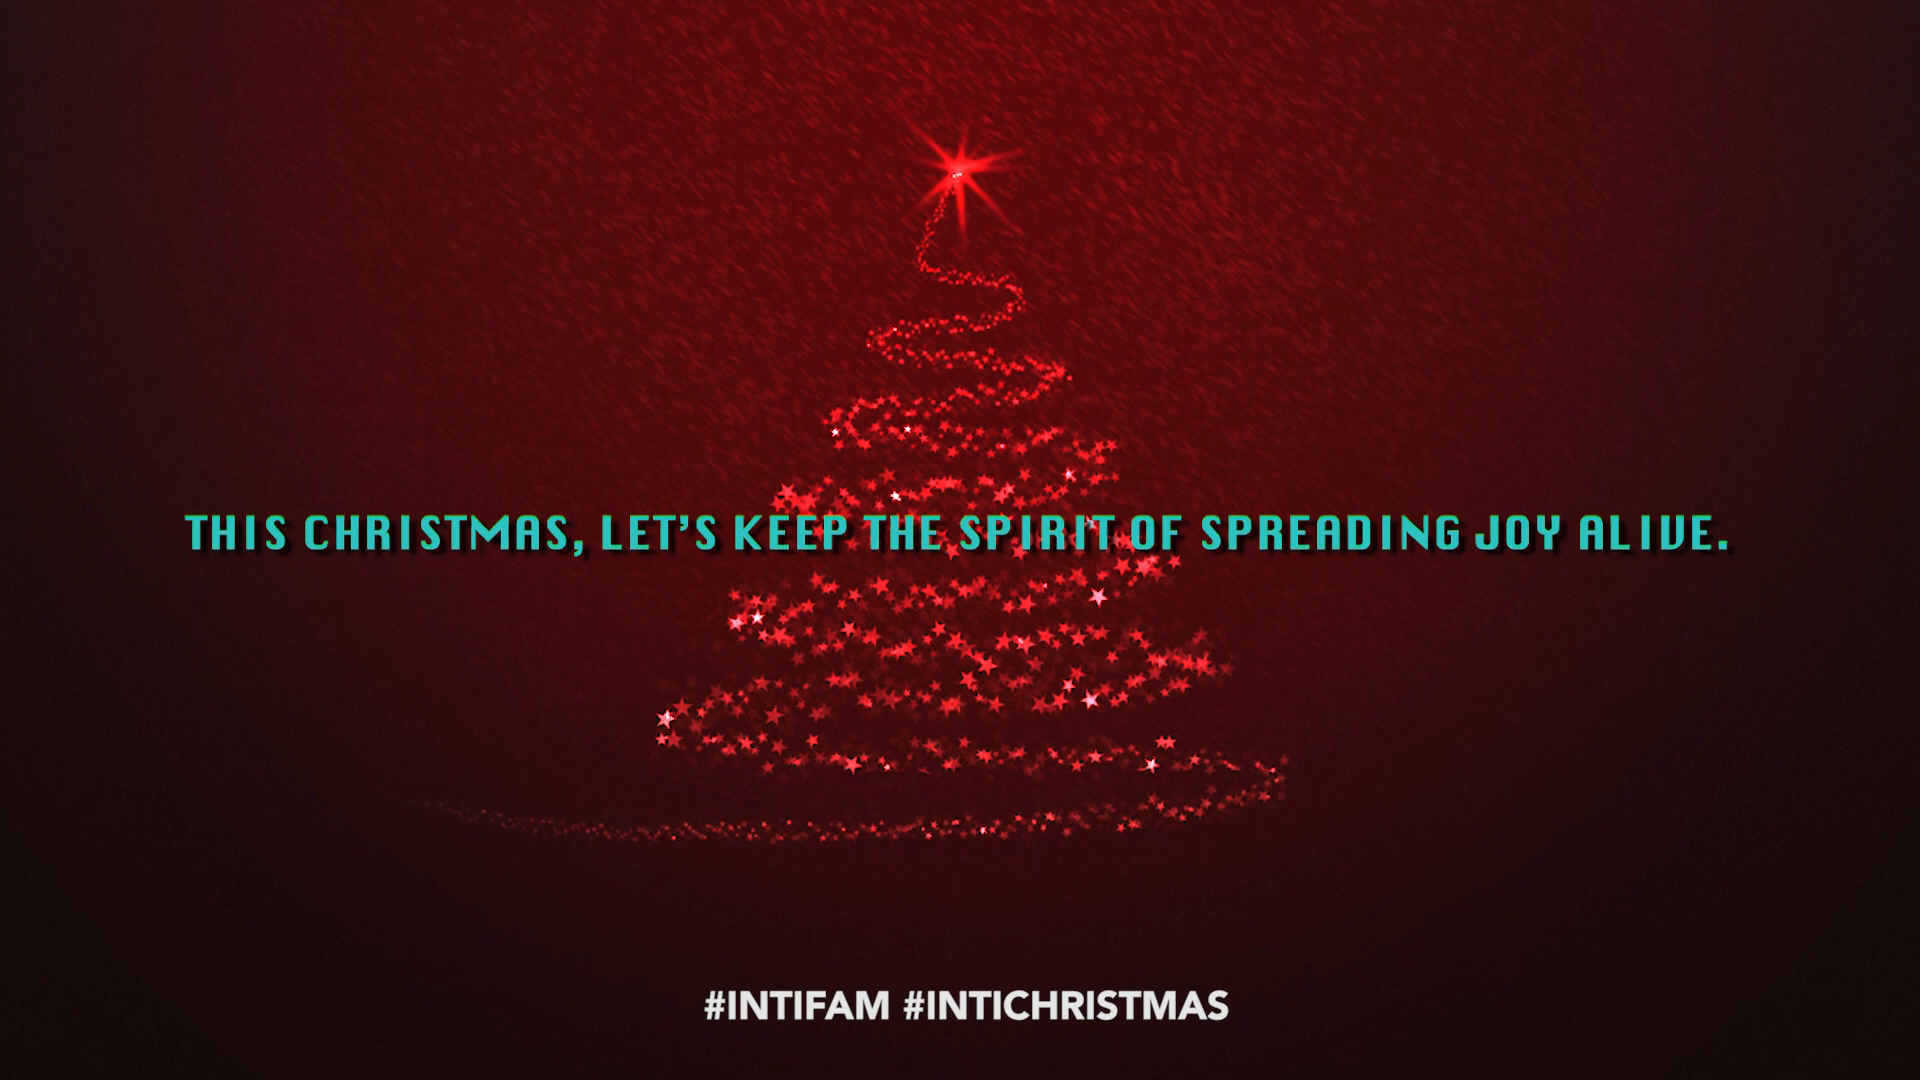 THIS CHRISTMAS, LET’S KEEP THE SPIRIT OF SPREADING JOY ALIVE.
#INTIFAM #INTICHRISTMAS